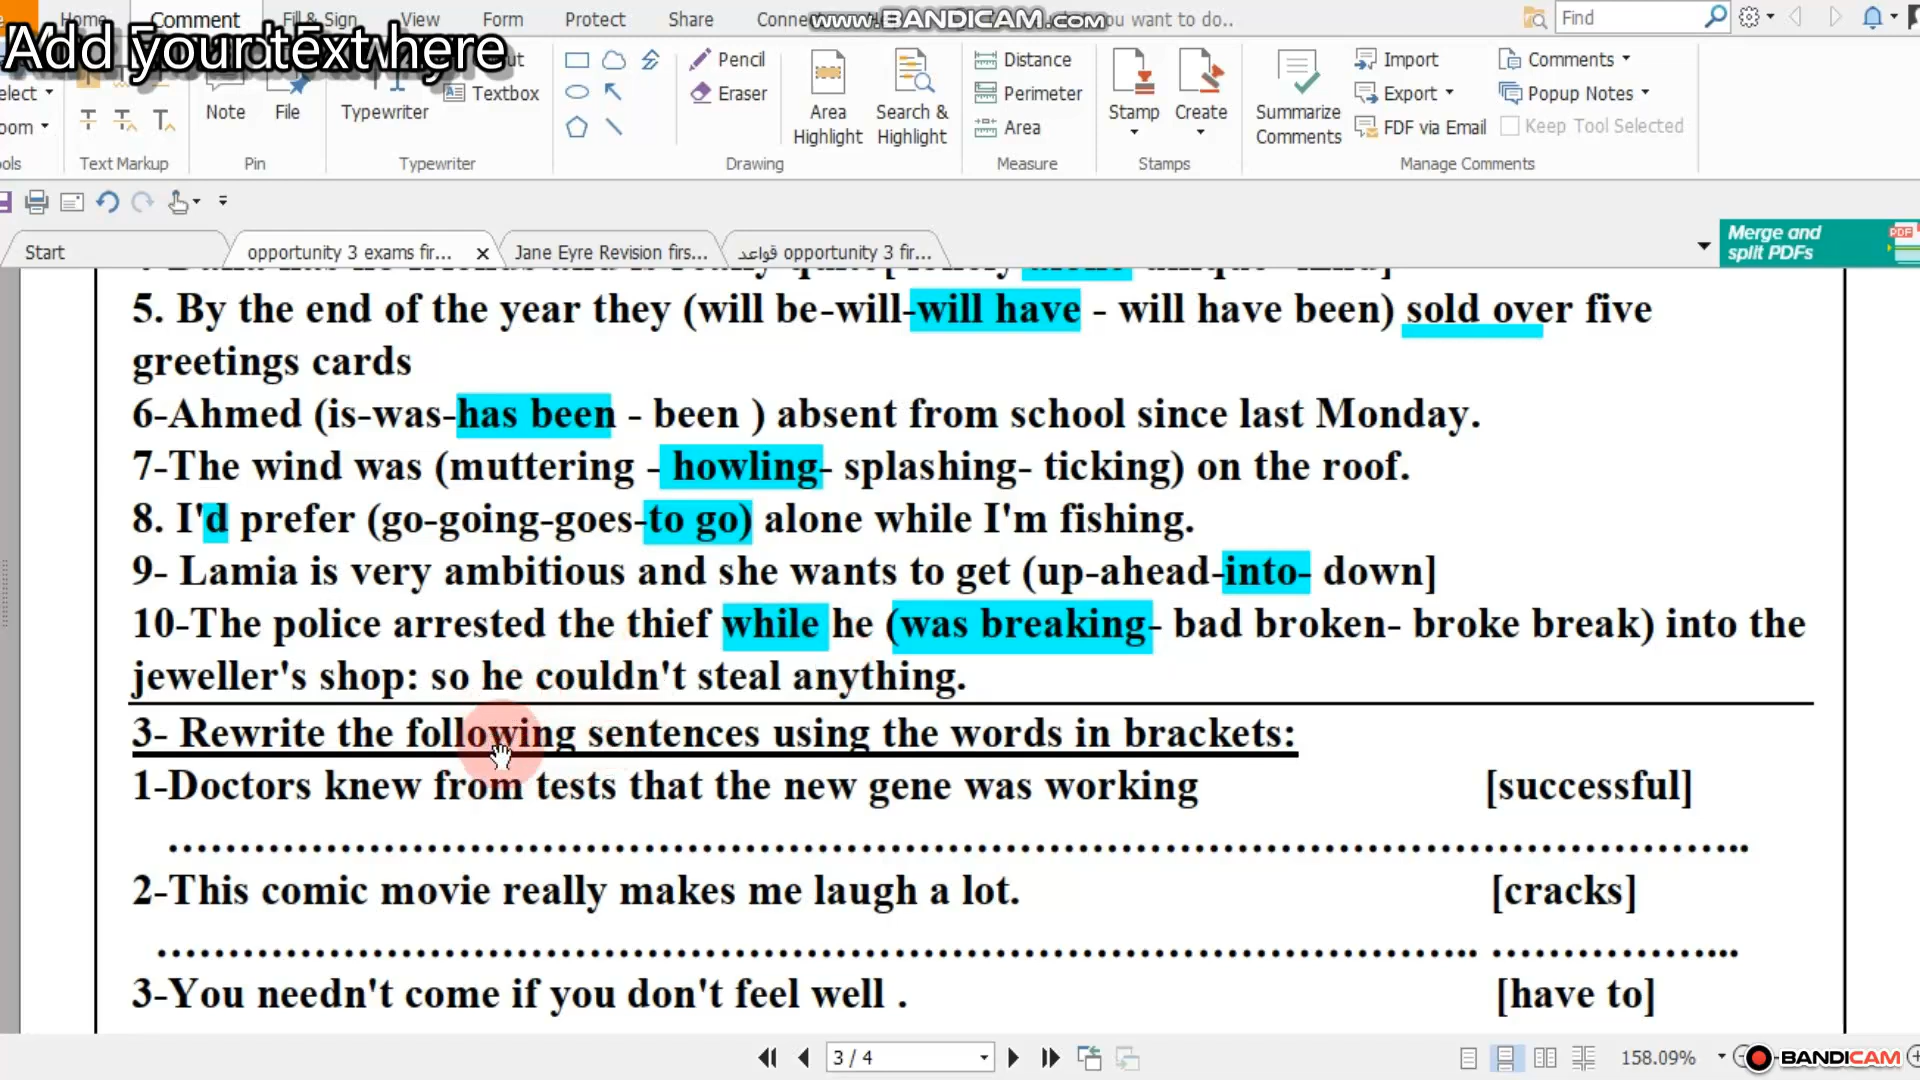 Home Comment Fill & Sign View Form Protect Share Connect you want to do.. Find
www.BANDICAM.com
Add your text here
Select
Zoom
Tools
Text Markup
Note File
Pin
Typewriter
Textbox
Typewriter
Pencil
Eraser
Area Highlight
Search & Highlight
Drawing
Distance
Perimeter
Area
Measure
Stamp Create
Stamps
Summarize Comments
Import
Export
FDF via Email
Comments
Popup Notes
Keep Tool Selected
Manage Comments
Start opportunity 3 exams fir... Jane Eyre Revision firs... قواعد opportunity 3 fir...
Merge and split PDFs PDF
5. By the end of the year they (will be-will-will have - will have been) sold over five
greetings cards
6-Ahmed (is-was-has been - been ) absent from school since last Monday.
7-The wind was (muttering - howling- splashing- ticking) on the roof.
8. I'd prefer (go-going-goes-to go) alone while I'm fishing.
9- Lamia is very ambitious and she wants to get (up-ahead-into- down]
10-The police arrested the thief while he (was breaking- bad broken- broke break) into the
jeweller's shop: so he couldn't steal anything.
3- Rewrite the following sentences using the words in brackets:
1-Doctors knew from tests that the new gene was working [successful]
2-This comic movie really makes me laugh a lot. [cracks]
3-You needn't come if you don't feel well . [have to]
3 / 4
158.09%
BANDICAM